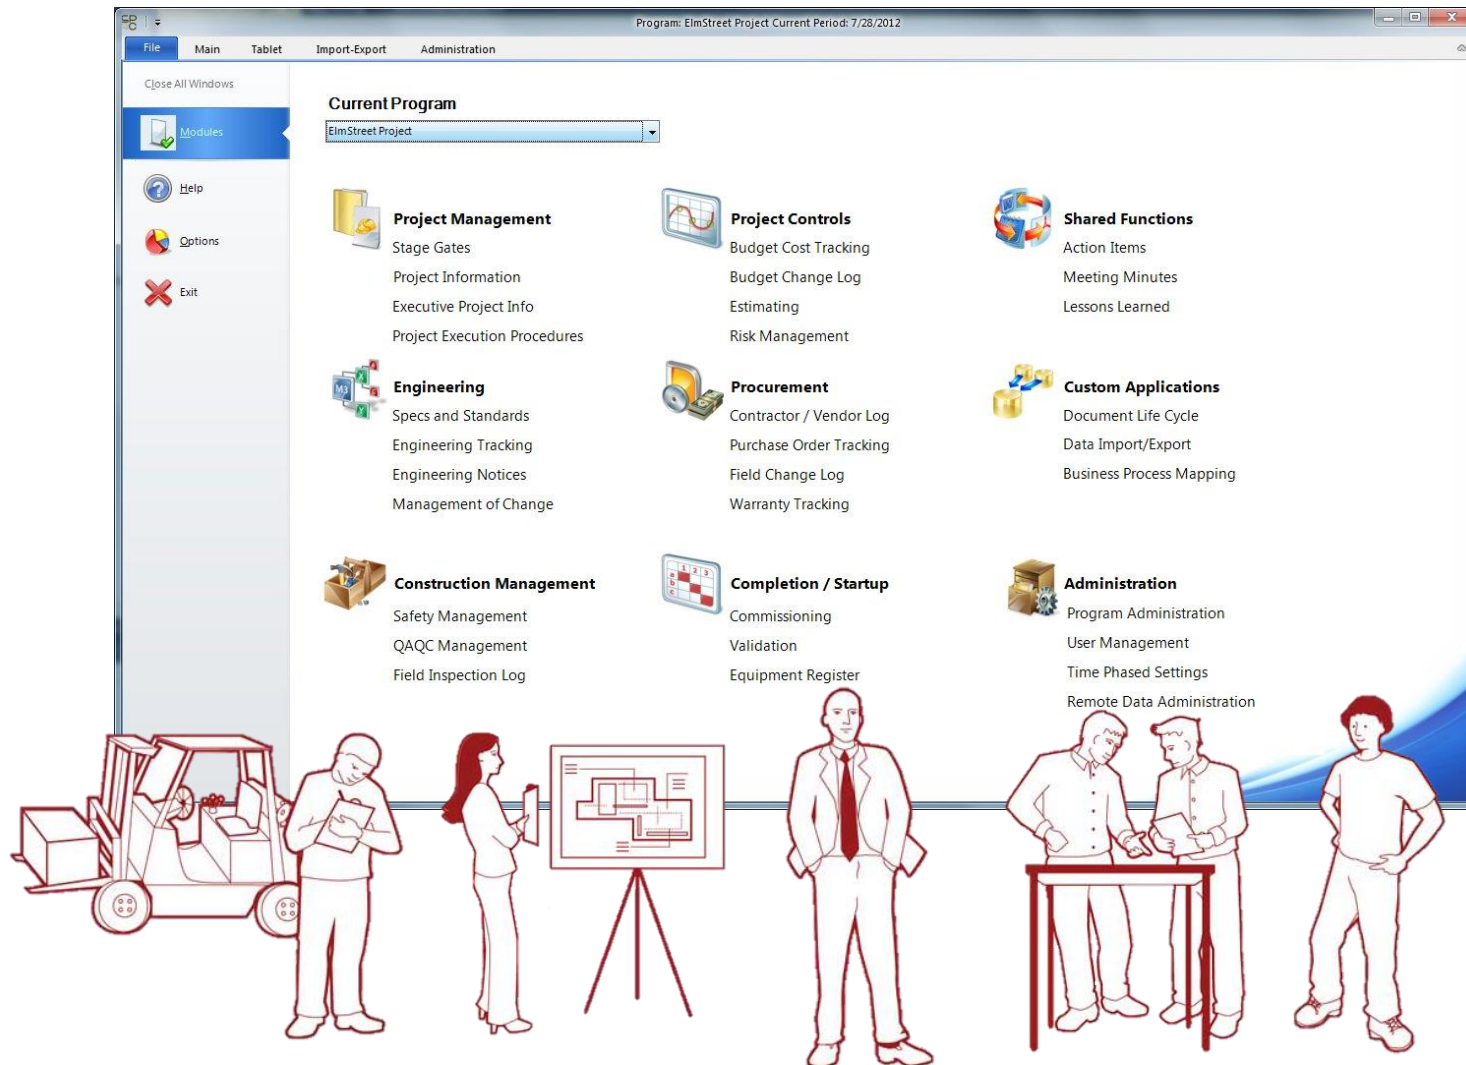 Program: ElmStreet Project Current Period: 7/28/2012
File Main Tablet Import-Export Administration
Close All Windows
Modules
Help
Options
Exit
Current Program
ElmStreet Project
Project Management
Stage Gates
Project Information
Executive Project Info
Project Execution Procedures
Project Controls
Budget Cost Tracking
Budget Change Log
Estimating
Risk Management
Shared Functions
Action Items
Meeting Minutes
Lessons Learned
Engineering
Specs and Standards
Engineering Tracking
Engineering Notices
Management of Change
Procurement
Contractor / Vendor Log
Purchase Order Tracking
Field Change Log
Warranty Tracking
Custom Applications
Document Life Cycle
Data Import/Export
Business Process Mapping
Construction Management
Safety Management
QAQC Management
Field Inspection Log
1 2 3
a
b
c
Completion / Startup
Commissioning
Validation
Equipment Register
Administration
Program Administration
User Management
Time Phased Settings
Remote Data Administration